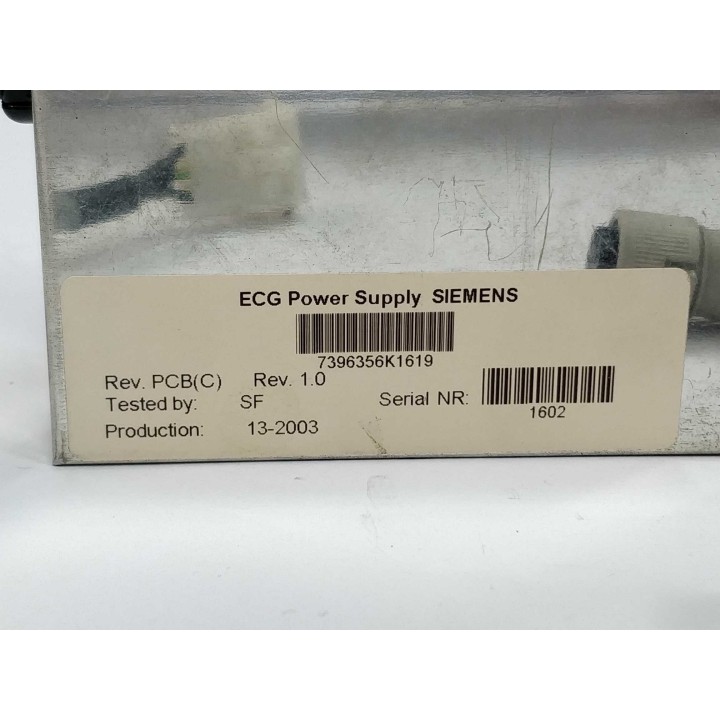 ECG Power Supply SIEMENS
7396356K1619
Rev. PCB(C) Rev. 1.0
Tested by: SF Serial NR:
1602
Production: 13-2003